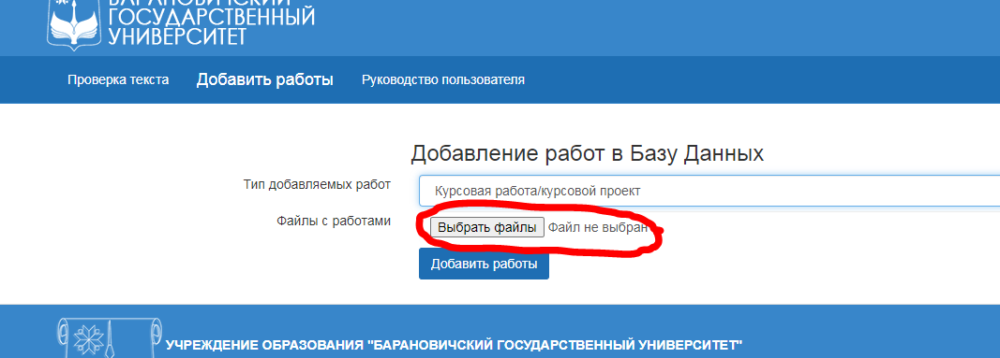 БАРАНОВИЧСКИЙ
ГОСУДАРСТВЕННЫЙ
УНИВЕРСИТЕТ
Проверка текста Добавить работы Руководство пользователя
Добавление работ в Базу Данных
Тип добавляемых работ Курсовая работа/курсовой проект
Файлы с работами Выбрать файлы Файл не выбран
Добавить работы
УЧРЕЖДЕНИЕ ОБРАЗОВАНИЯ "БАРАНОВИЧСКИЙ ГОСУДАРСТВЕННЫЙ УНИВЕРСИТЕТ"